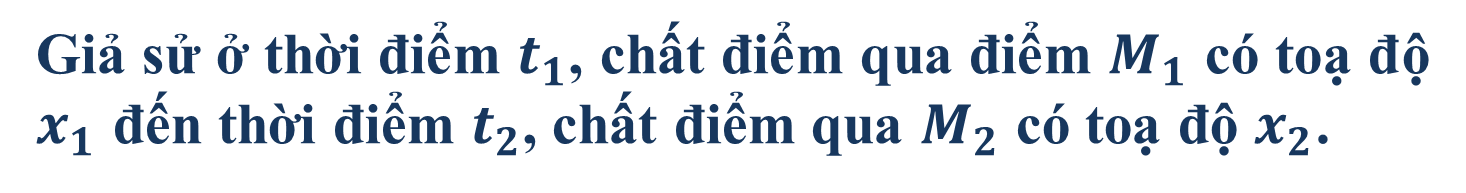 Giả sử ở thời điểm t₁, chất điểm qua điểm M₁ có toạ độ
x₁ đến thời điểm t₂, chất điểm qua M₂ có toạ độ x₂.